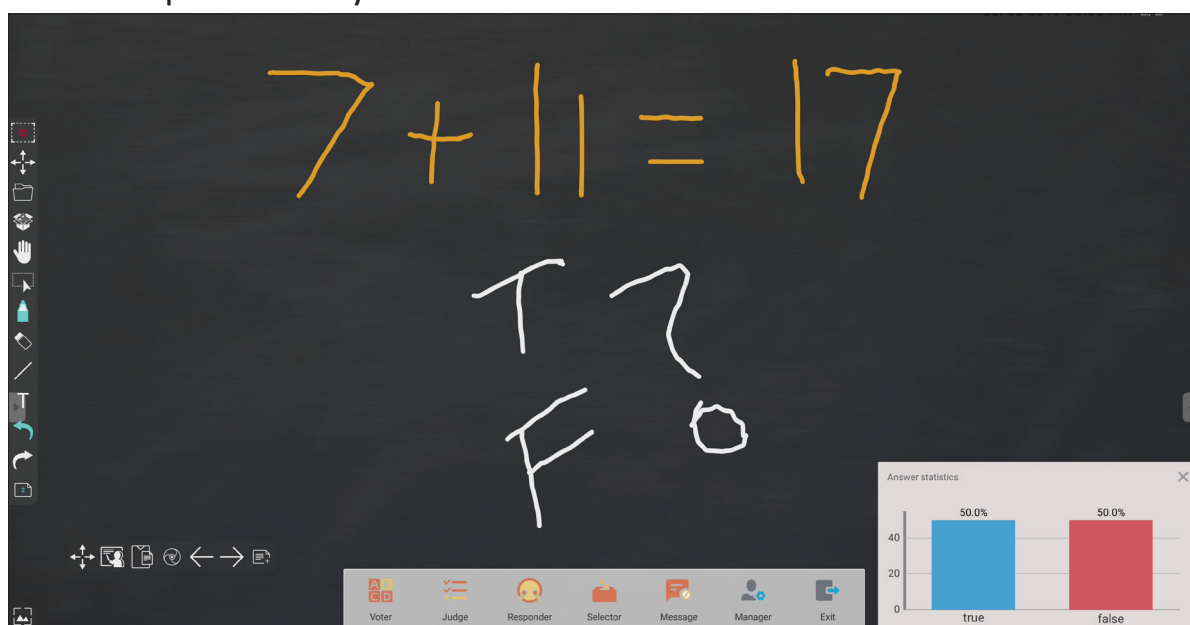 7 + 11 = 17
T ?
F
Answer statistics
50.0% 50.0%
40
20
0
true false
T
2
A B
C D
Voter Judge Responder Selector Message Manager Exit